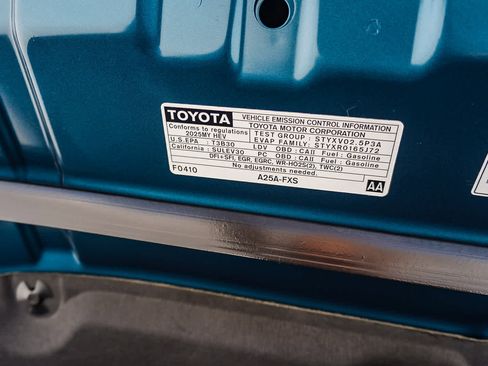 TOYOTA
VEHICLE EMISSION CONTROL INFORMATION
Conforms to regulations
2025MY HEV
TOYOTA MOTOR CORPORATION
TEST GROUP : STYXV02.5P3A
EVAP FAMILY: STYXR0165J72
U.S.EPA : T3B30 LDV OBD : CALL Fuel : Gasoline
California : SULEV30 PC OBD : CALL Fuel : Gasoline
DFI+SFI, EGR, EGRC, WR-HO2S(2), TWC(2)
No adjustments needed.
F0410 A25A-FXS AA